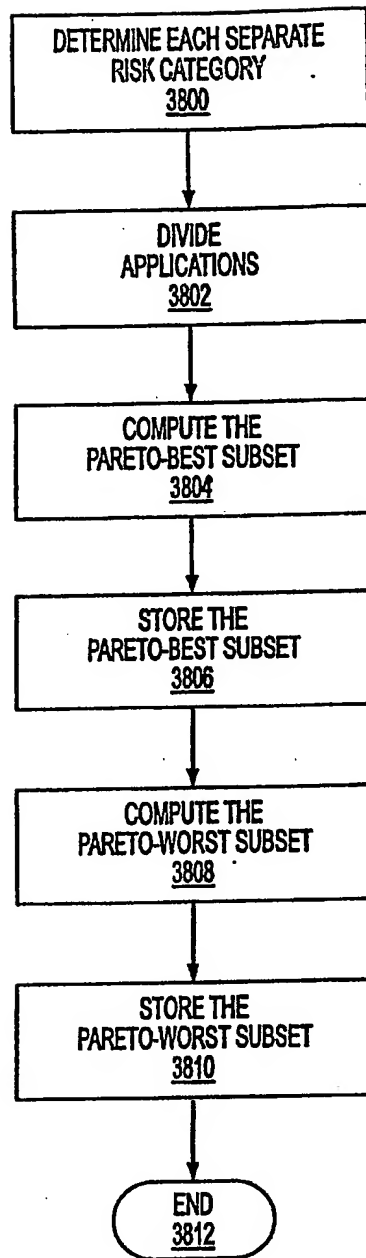 DETERMINE EACH SEPARATE
RISK CATEGORY
3800
DIVIDE
APPLICATIONS
3802
COMPUTE THE
PARETO-BEST SUBSET
3804
STORE THE
PARETO-BEST SUBSET
3806
COMPUTE THE
PARETO-WORST SUBSET
3808
STORE THE
PARETO-WORST SUBSET
3810
END
3812